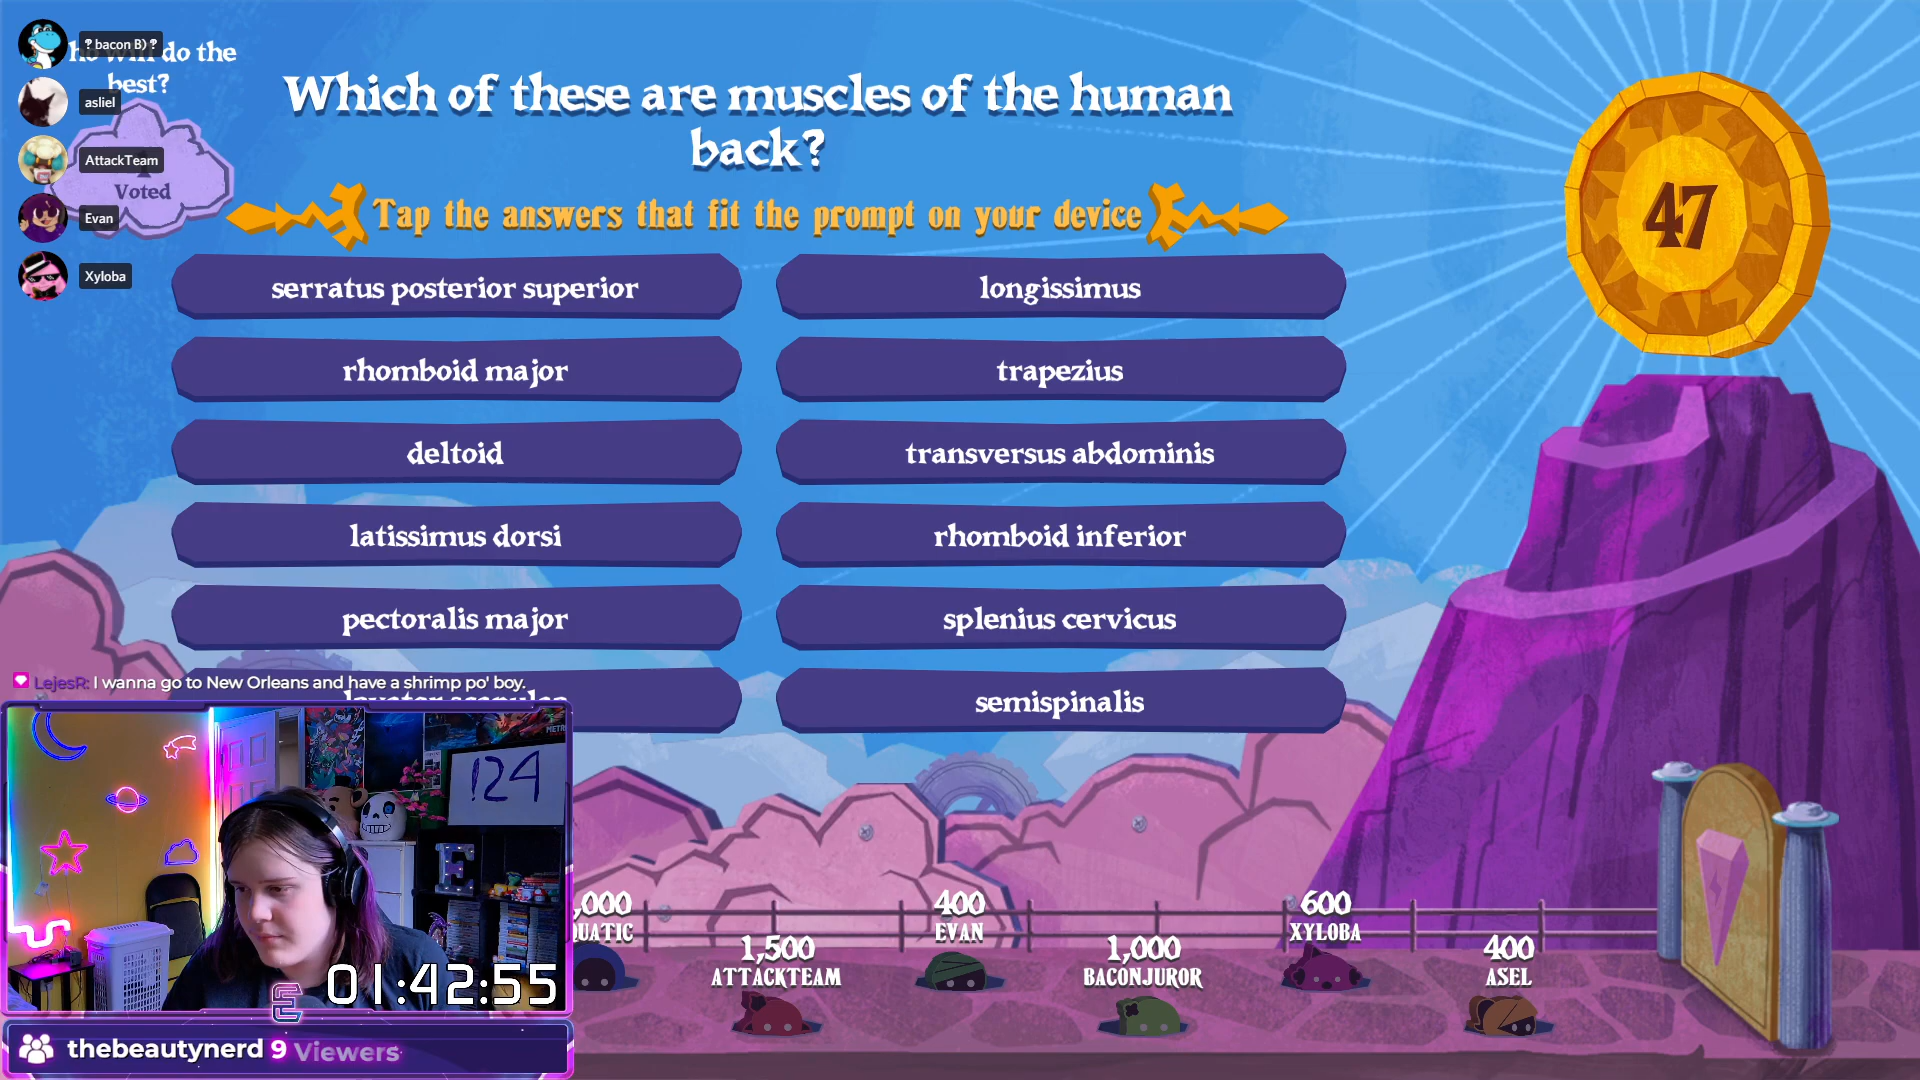 ? bacon B) ?
do the
best?
asliel
AttackTeam
Voted
Evan
Xyloba
Which of these are muscles of the human
back?
Tap the answers that fit the prompt on your device
47
serratus posterior superior
longissimus
rhomboid major
trapezius
deltoid
transversus abdominis
latissimus dorsi
rhomboid inferior
pectoralis major
splenius cervicus
semispinalis
LejesR: I wanna go to New Orleans and have a shrimp po' boy.
!24
E
01:42:55
thebeautynerd 9 Viewers
,000
UATIC
1,500
ATTACKTEAM
400
EVAN
1,000
BACONJUROR
600
XYLOBA
400
ASEL